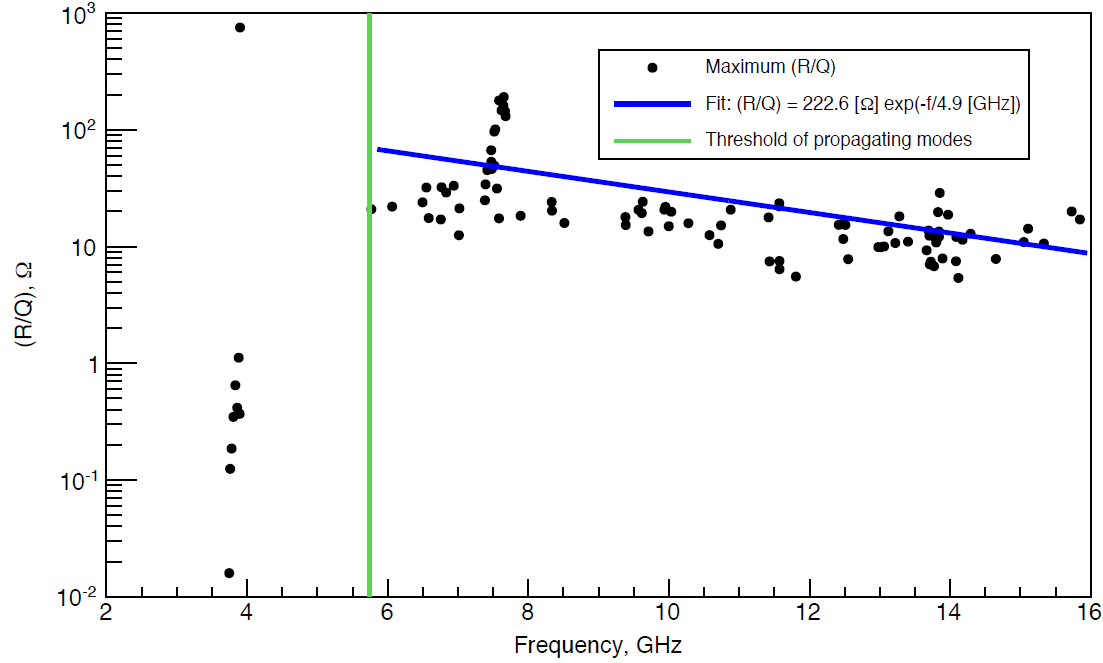 10³
10²
10
1
10⁻¹
10⁻²
(R/Q), Ω
Maximum (R/Q)
Fit: (R/Q) = 222.6 [Ω] exp(-f/4.9 [GHz])
Threshold of propagating modes
2 4 6 8 10 12 14 16
Frequency, GHz